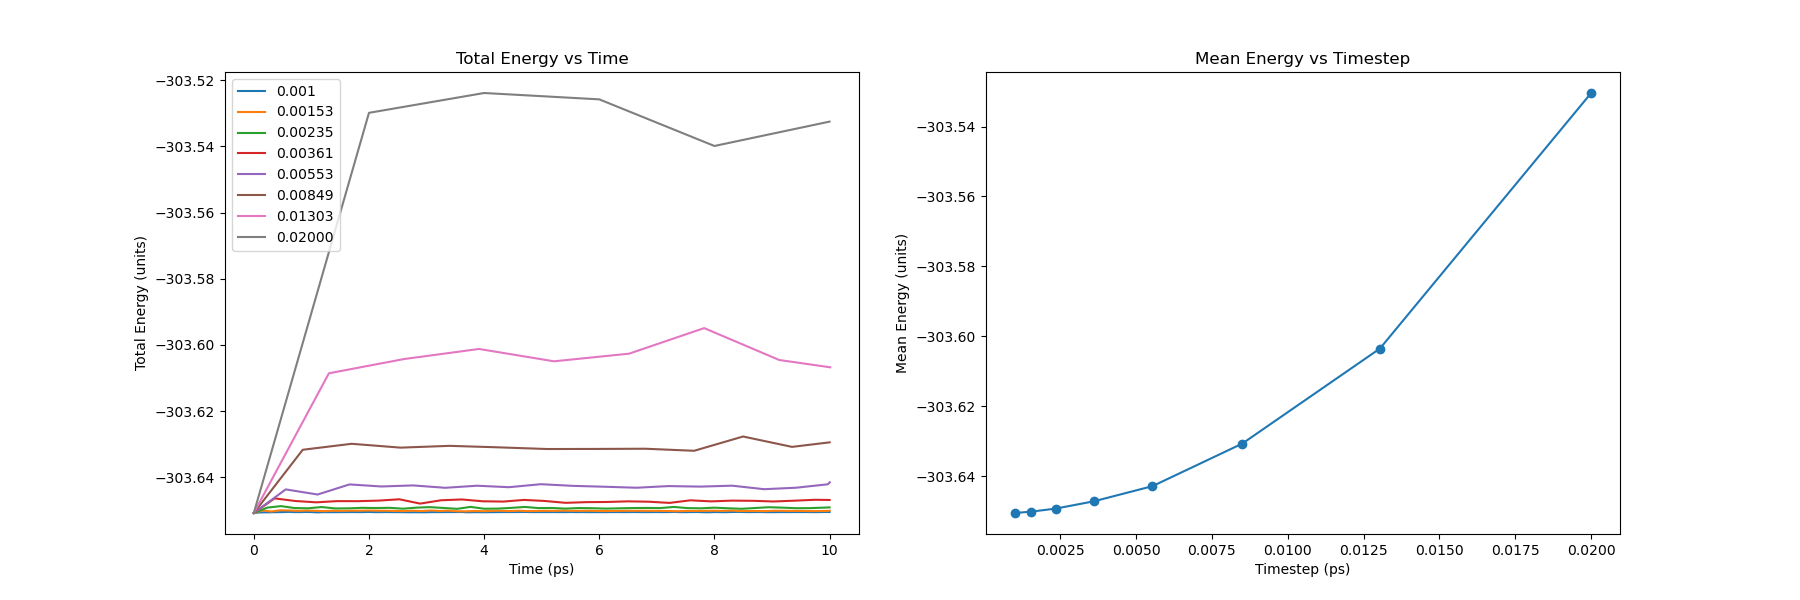 Total Energy vs Time
−303.52
−303.54
−303.56
−303.58
−303.60
−303.62
−303.64
Total Energy (units)
0.001
0.00153
0.00235
0.00361
0.00553
0.00849
0.01303
0.02000
0 2 4 6 8 10
Time (ps)
Mean Energy vs Timestep
−303.54
−303.56
−303.58
−303.60
−303.62
−303.64
Mean Energy (units)
0.0025 0.0050 0.0075 0.0100 0.0125 0.0150 0.0175 0.0200
Timestep (ps)